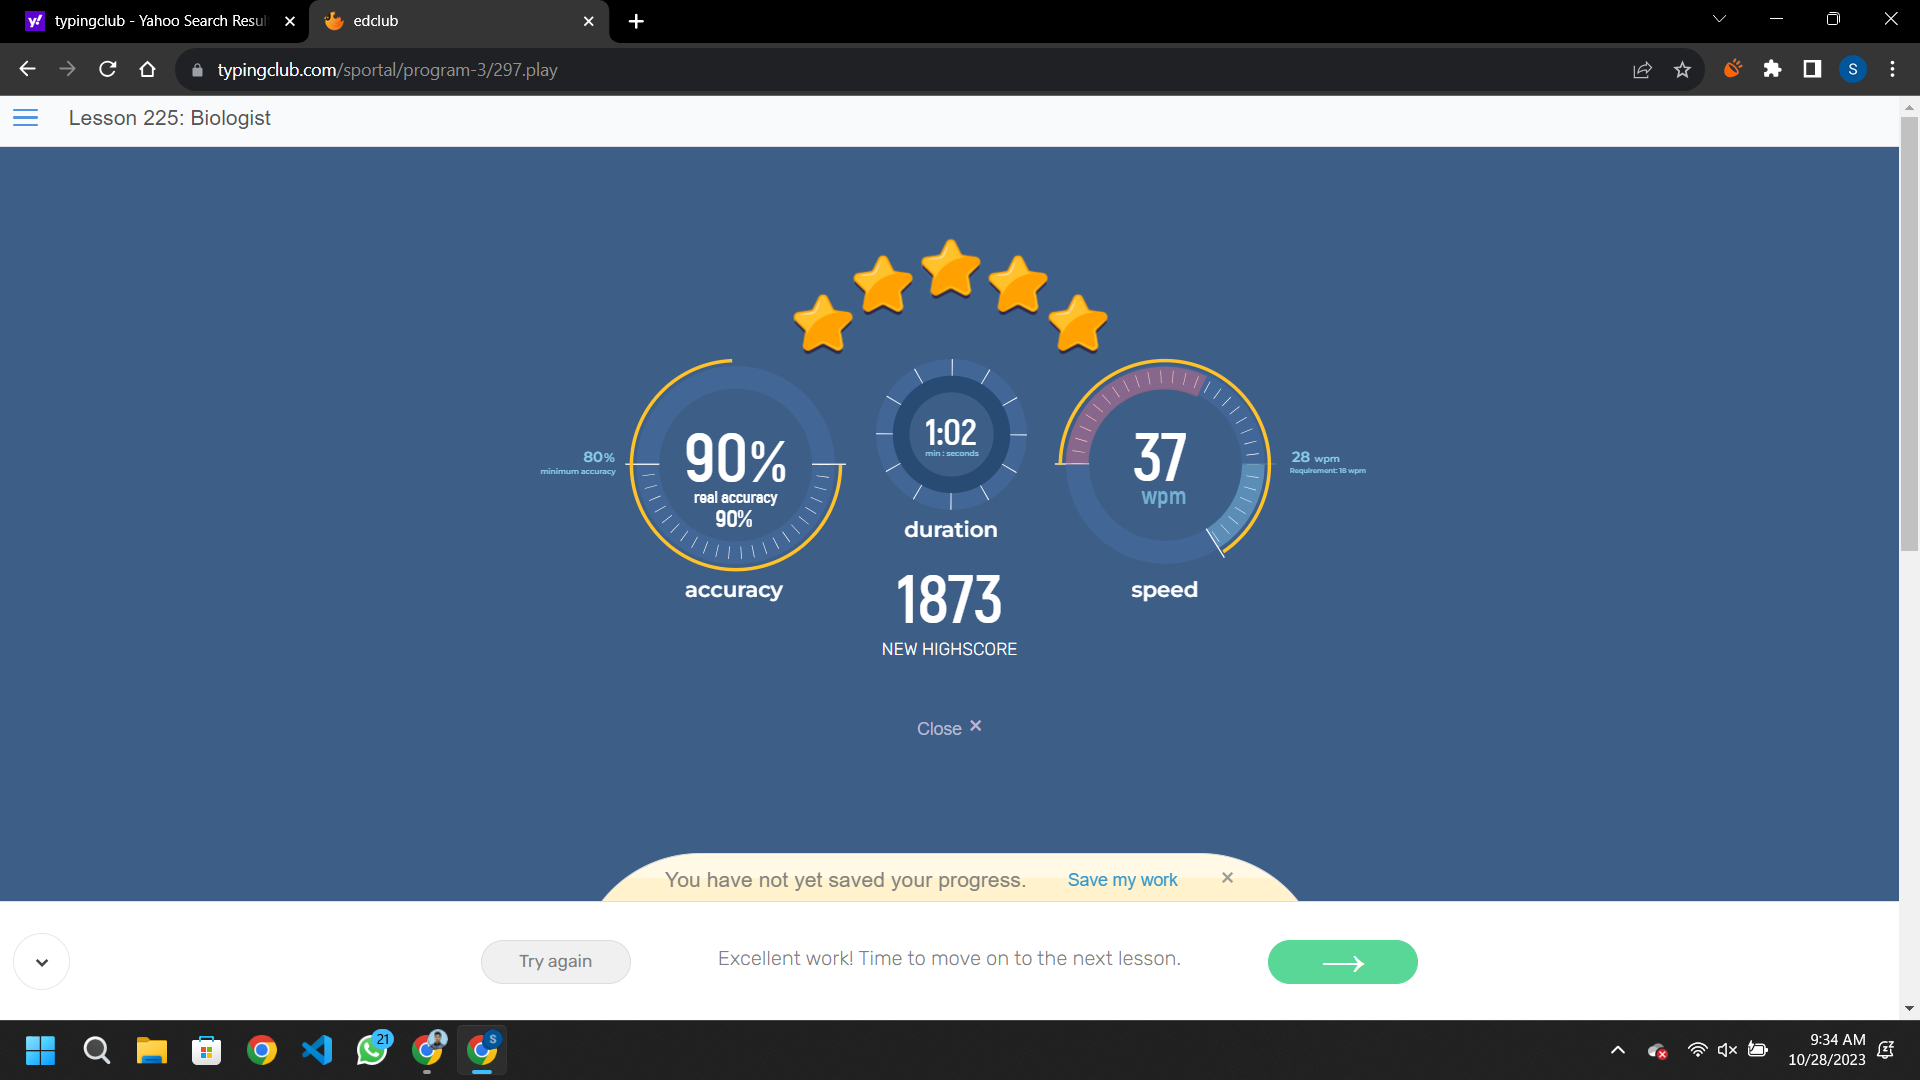 typingclub - Yahoo Search Resul
edclub
typingclub.com/sportal/program-3/297.play
S
Lesson 225: Biologist
90%
real accuracy
90%
80%
minimum accuracy
accuracy
1:02
min : seconds
duration
1873
NEW HIGHSCORE
37
wpm
28 wpm
Requirement: 18 wpm
speed
Close ×
You have not yet saved your progress. Save my work ×
Try again
Excellent work! Time to move on to the next lesson.
21
S
9:34 AM
10/28/2023